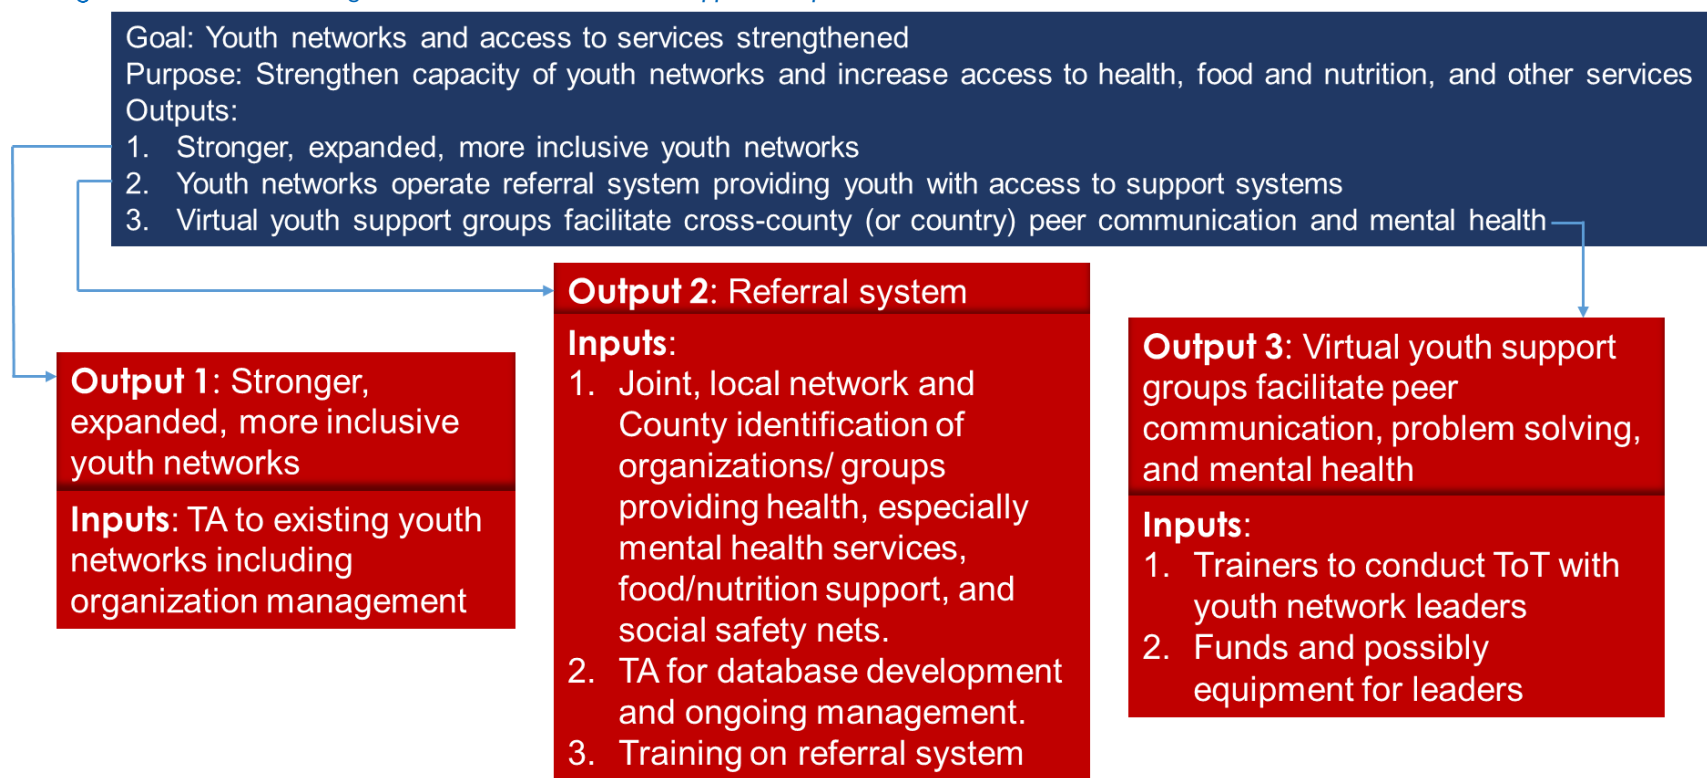 Goal: Youth networks and access to services strengthened
Purpose: Strengthen capacity of youth networks and increase access to health, food and nutrition, and other services
Outputs:
1. Stronger, expanded, more inclusive youth networks
2. Youth networks operate referral system providing youth with access to support systems
3. Virtual youth support groups facilitate cross-county (or country) peer communication and mental health
Output 1: Stronger,
expanded, more inclusive
youth networks
Inputs: TA to existing youth
networks including
organization management
Output 2: Referral system
Inputs:
1. Joint, local network and
County identification of
organizations/ groups
providing health, especially
mental health services,
food/nutrition support, and
social safety nets.
2. TA for database development
and ongoing management.
3. Training on referral system
Output 3: Virtual youth support
groups facilitate peer
communication, problem solving,
and mental health
Inputs:
1. Trainers to conduct ToT with
youth network leaders
2. Funds and possibly
equipment for leaders